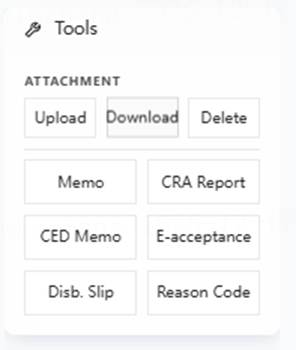 Tools
ATTACHMENT
Upload Download Delete
Memo CRA Report
CED Memo E-acceptance
Disb. Slip Reason Code